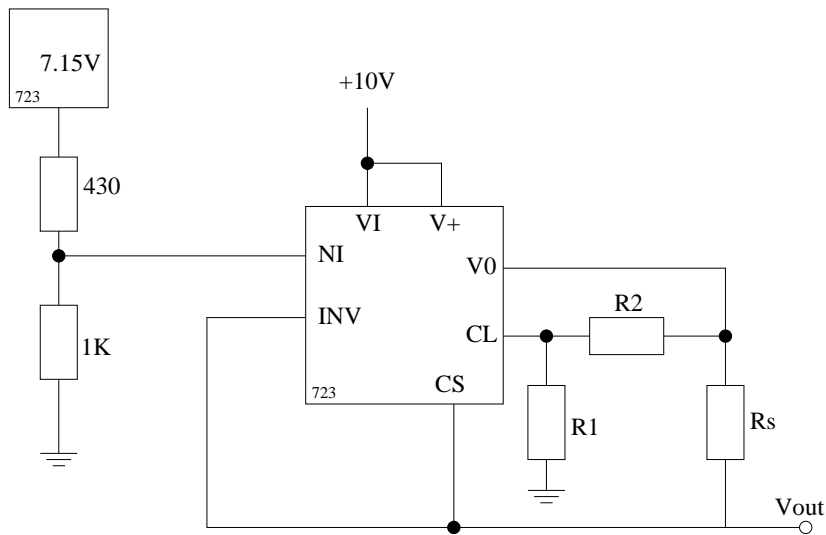 7.15V
723
430
1K
+10V
VI
V+
NI
V0
INV
CL
CS
723
R2
R1
Rs
Vout